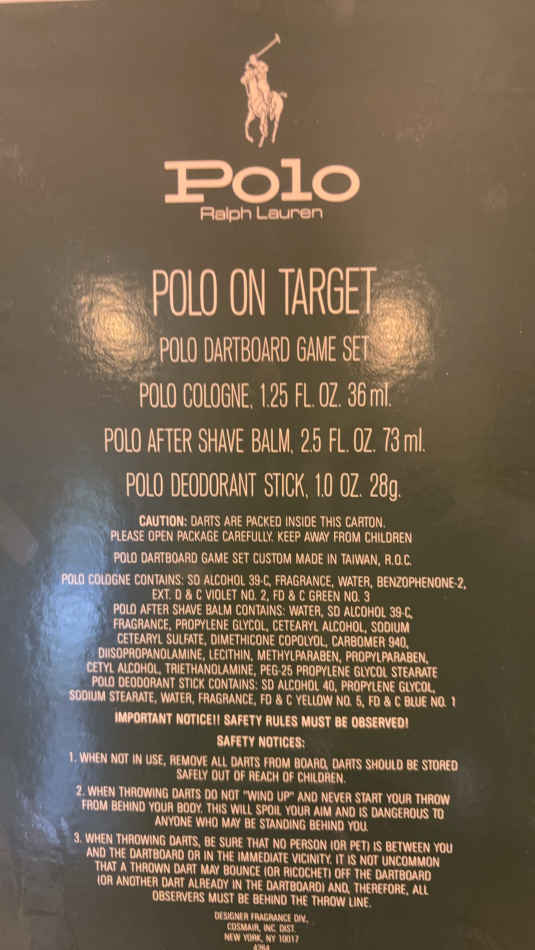 Polo
Ralph Lauren
POLO ON TARGET
POLO DARTBOARD GAME SET
POLO COLOGNE, 1.25 FL. OZ. 36 ml.
POLO AFTER SHAVE BALM, 2.5 FL. OZ. 73 ml.
POLO DEODORANT STICK, 1.0 OZ. 28g.
CAUTION: DARTS ARE PACKED INSIDE THIS CARTON.
PLEASE OPEN PACKAGE CAREFULLY. KEEP AWAY FROM CHILDREN
POLO DARTBOARD GAME SET CUSTOM MADE IN TAIWAN, R.O.C.
POLO COLOGNE CONTAINS: SD ALCOHOL 39-C, FRAGRANCE, WATER, BENZOPHENONE-2,
EXT. D & C VIOLET NO. 2, FD & C GREEN NO. 3
POLO AFTER SHAVE BALM CONTAINS: WATER, SD ALCOHOL 39-C,
FRAGRANCE, PROPYLENE GLYCOL, CETEARYL ALCOHOL, SODIUM
CETEARYL SULFATE, DIMETHICONE COPOLYOL, CARBOMER 940,
DIISOPROPANOLAMINE, LECITHIN, METHYLPARABEN, PROPYLPARABEN,
CETYL ALCOHOL, TRIETHANOLAMINE, PEG-25 PROPYLENE GLYCOL STEARATE
POLO DEODORANT STICK CONTAINS: SD ALCOHOL 40, PROPYLENE GLYCOL,
SODIUM STEARATE, WATER, FRAGRANCE, FD & C YELLOW NO. 5, FD & C BLUE NO. 1
IMPORTANT NOTICE!! SAFETY RULES MUST BE OBSERVED!
SAFETY NOTICES:
1. WHEN NOT IN USE, REMOVE ALL DARTS FROM BOARD, DARTS SHOULD BE STORED
SAFELY OUT OF REACH OF CHILDREN.
2. WHEN THROWING DARTS DO NOT "WIND UP" AND NEVER START YOUR THROW
FROM BEHIND YOUR BODY. THIS WILL SPOIL YOUR AIM AND IS DANGEROUS TO
ANYONE WHO MAY BE STANDING BEHIND YOU.
3. WHEN THROWING DARTS, BE SURE THAT NO PERSON (OR PET) IS BETWEEN YOU
AND THE DARTBOARD OR IN THE IMMEDIATE VICINITY. IT IS NOT UNCOMMON
THAT A THROWN DART MAY BOUNCE (OR RICOCHET) OFF THE DARTBOARD
(OR ANOTHER DART ALREADY IN THE DARTBOARD) AND, THEREFORE, ALL
OBSERVERS MUST BE BEHIND THE THROW LINE.
DESIGNER FRAGRANCE DIV.,
COSMAIR, INC. DIST.
NEW YORK, NY 10017